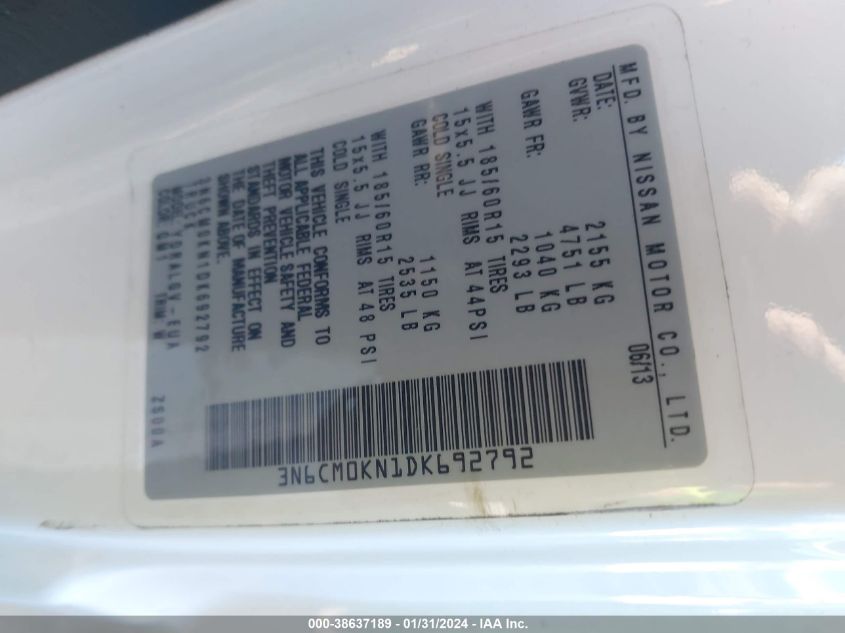 MFD. BY NISSAN MOTOR CO., LTD.
DATE: 06/13
GVWR: 2155 KG
4751 LB
GAWR FR: 1040 KG
2293 LB
WITH 185/60R15 TIRES
15x5.5 JJ RIMS AT 44PSI
COLD SINGLE
GAWR RR: 1150 KG
2535 LB
WITH 185/60R15 TIRES
15x5.5 JJ RIMS AT 48 PSI
COLD SINGLE
THIS VEHICLE CONFORMS TO
ALL APPLICABLE FEDERAL
MOTOR VEHICLE SAFETY AND
THEFT PREVENTION
STANDARDS IN EFFECT ON
THE DATE OF MANUFACTURE
SHOWN ABOVE.
3N6CM0KN1DK692792
TRUCK
COLOR QM1 TRIM W
3N6CM0KN1DK692792
000-38637189 - 01/31/2024 - IAA Inc.